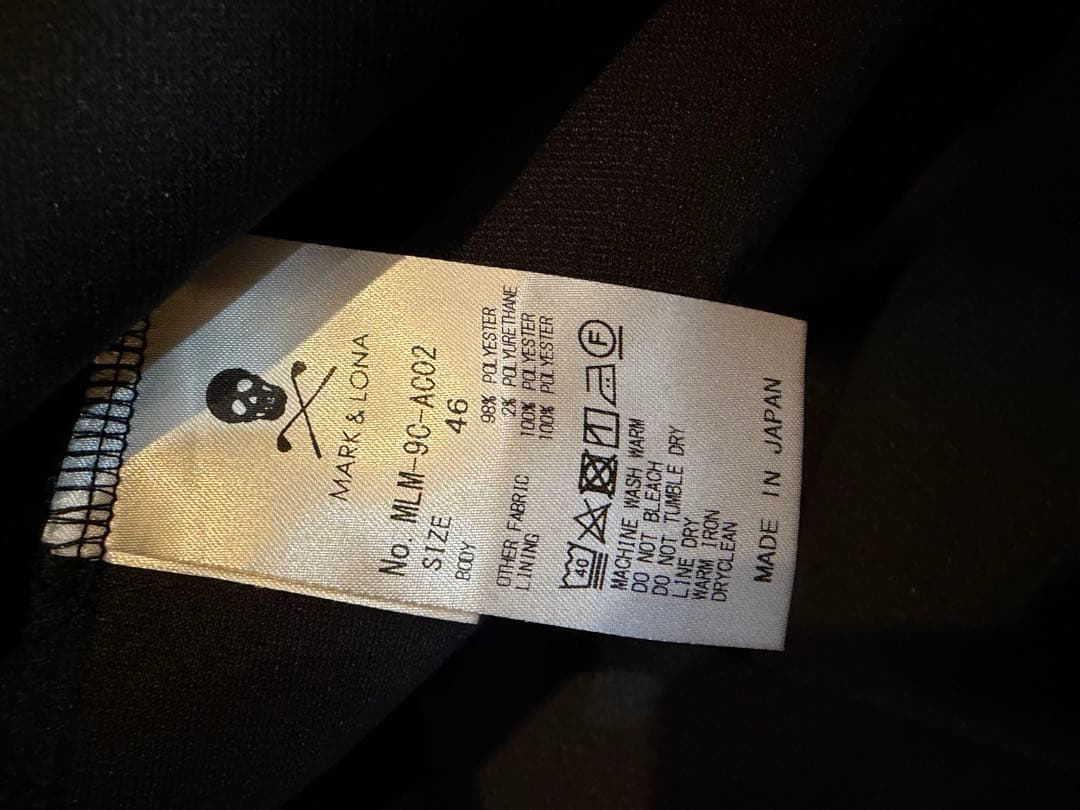 MARK & LONA
No. MLM-9C-AC02
SIZE 46
BODY 98% POLYESTER
2% POLYURETHANE
OTHER FABRIC 100% POLYESTER
LINING 100% POLYESTER
40 F
MACHINE WASH WARM
DO NOT BLEACH
DO NOT TUMBLE DRY
LINE DRY
WARM IRON
DRYCLEAN
MADE IN JAPAN